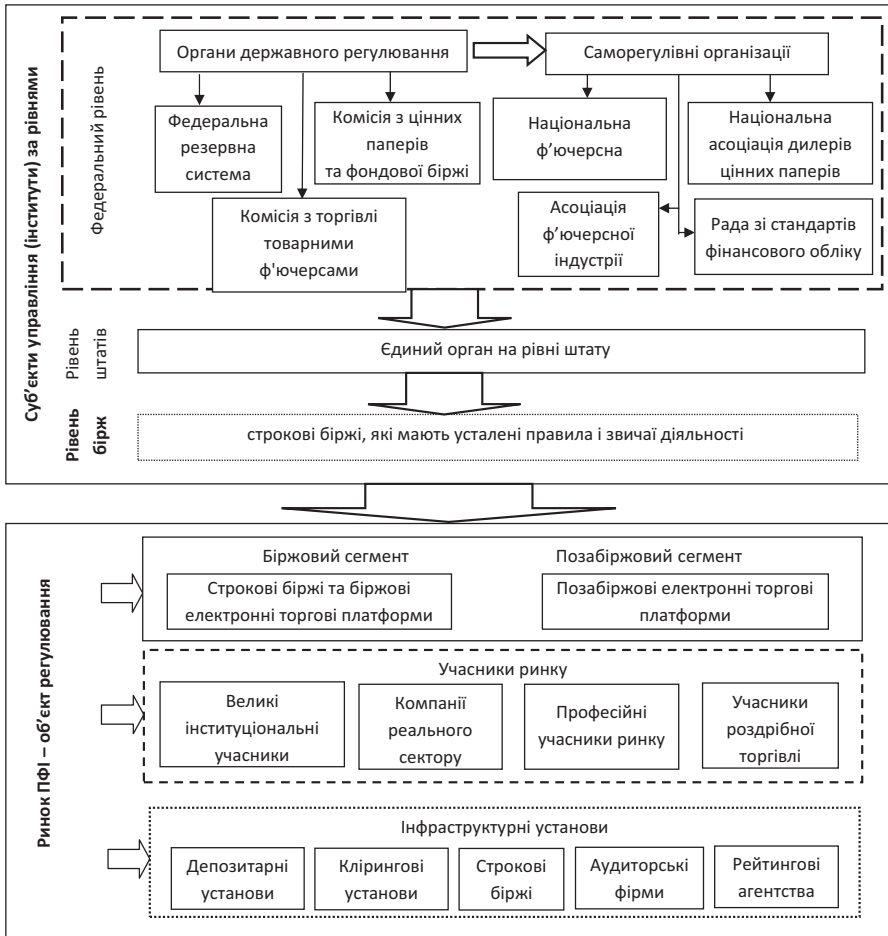 Суб’єкти управління (інститути) за рівнями
Федеральний рівень
Органи державного регулювання
Саморегулівні організації
Федеральна
резервна
система
Комісія з цінних
паперів
та фондової біржі
Національна
ф’ючерсна
Національна
асоціація дилерів
цінних паперів
Комісія з торгівлі
товарними
ф'ючерсами
Асоціація
ф’ючерсної
індустрії
Рада зі стандартів
фінансового обліку
Рівень
штатів
Єдиний орган на рівні штату
Рівень
бірж
строкові біржі, які мають усталені правила і звичаї діяльності
Ринок ПФІ – об’єкт регулювання
Біржовий сегмент
Позабіржовий сегмент
Строкові біржі та біржові
електронні торгові платформи
Позабіржові електронні торгові
платформи
Учасники ринку
Великі
інституціональні
учасники
Компанії
реального
сектору
Професійні
учасники ринку
Учасники
роздрібної
торгівлі
Інфраструктурні установи
Депозитарні
установи
Клірингові
установи
Строкові
біржі
Аудиторські
фірми
Рейтингові
агентства